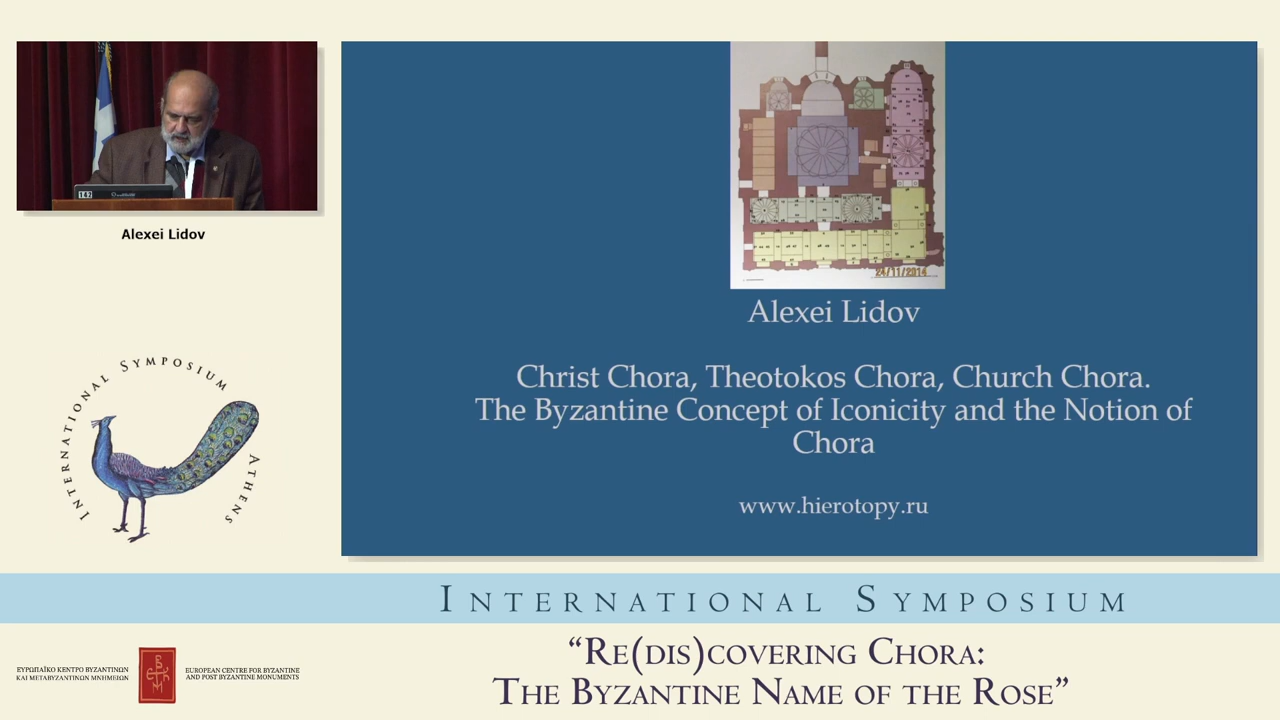 142
Alexei Lidov
24/11/2014
Alexei Lidov
Christ Chora, Theotokos Chora, Church Chora.
The Byzantine Concept of Iconicity and the Notion of
Chora
www.hierotopy.ru
INTERNATIONAL SYMPOSIUM
ATHENS
INTERNATIONAL SYMPOSIUM
“RE(DIS)COVERING CHORA:
THE BYZANTINE NAME OF THE ROSE”
ΕΥΡΩΠΑΪΚΟ ΚΕΝΤΡΟ ΒΥΖΑΝΤΙΝΩΝ
ΚΑΙ ΜΕΤΑΒΥΖΑΝΤΙΝΩΝ ΜΝΗΜΕΙΩΝ
EUROPEAN CENTRE FOR BYZANTINE
AND POST BYZANTINE MONUMENTS